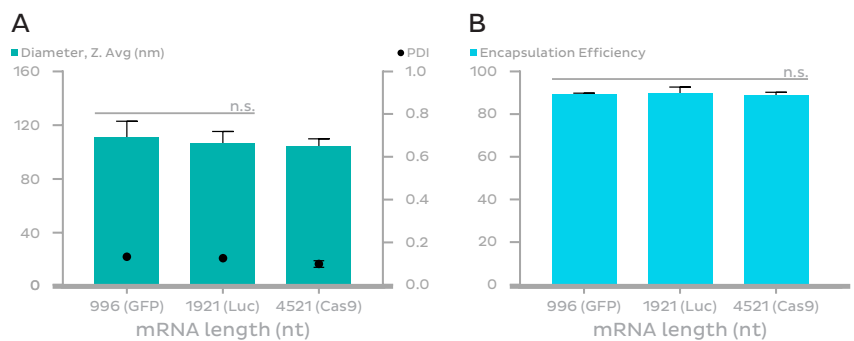 A
Diameter, Z. Avg (nm)
PDI
160
120
80
40
0
n.s.
1.0
0.8
0.6
0.4
0.2
0.0
996 (GFP) 1921 (Luc) 4521 (Cas9)
mRNA length (nt)
B
Encapsulation Efficiency
100
80
60
40
20
0
n.s.
996 (GFP) 1921 (Luc) 4521 (Cas9)
mRNA length (nt)